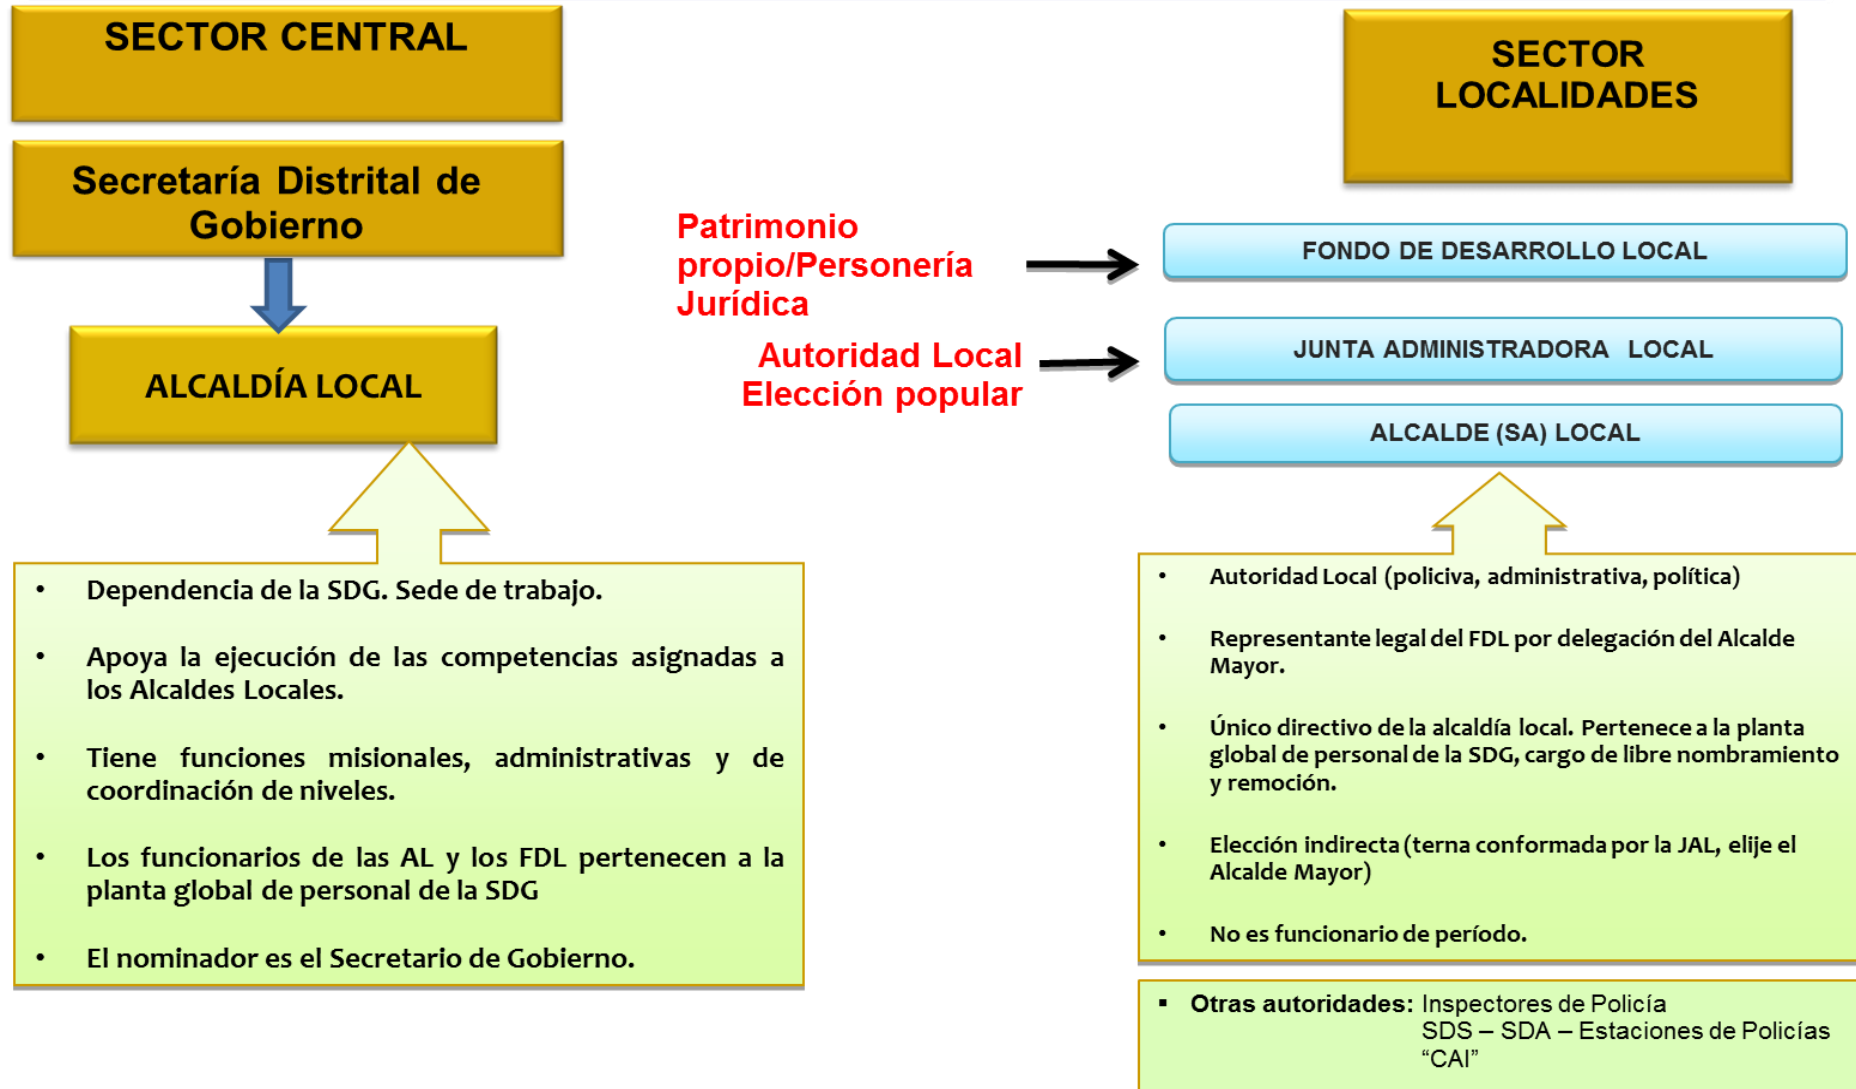 SECTOR CENTRAL
Secretaría Distrital de
Gobierno
ALCALDÍA LOCAL
• Dependencia de la SDG. Sede de trabajo.
• Apoya la ejecución de las competencias asignadas a
los Alcaldes Locales.
• Tiene funciones misionales, administrativas y de
coordinación de niveles.
• Los funcionarios de las AL y los FDL pertenecen a la
planta global de personal de la SDG
• El nominador es el Secretario de Gobierno.
Patrimonio
propio/Personería
Jurídica
Autoridad Local
Elección popular
SECTOR
LOCALIDADES
FONDO DE DESARROLLO LOCAL
JUNTA ADMINISTRADORA LOCAL
ALCALDE (SA) LOCAL
• Autoridad Local (policiva, administrativa, política)
• Representante legal del FDL por delegación del Alcalde
Mayor.
• Único directivo de la alcaldía local. Pertenece a la planta
global de personal de la SDG, cargo de libre nombramiento
y remoción.
• Elección indirecta (terna conformada por la JAL, elije el
Alcalde Mayor)
• No es funcionario de período.
▪ Otras autoridades: Inspectores de Policía
SDS – SDA – Estaciones de Policías
“CAI”